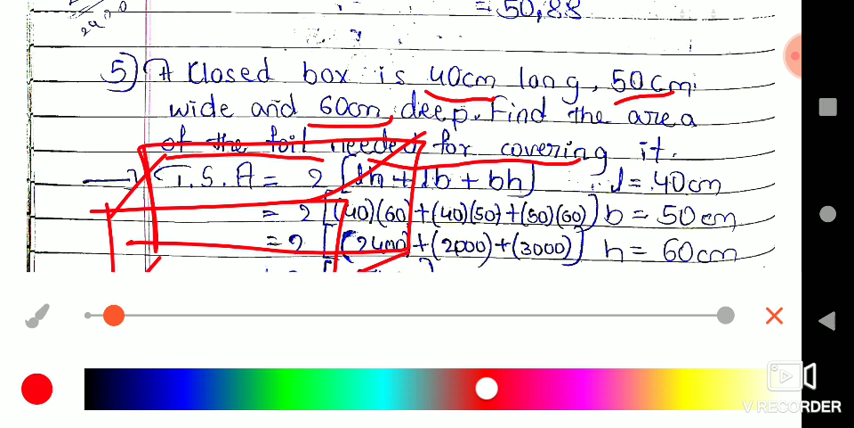 = 50,88
5) A closed box is 40cm long, 50cm
wide and 60cm, deep. Find the area
of the foil needed for covering it.
T.S.A = 2 [lh + lb + bh] ∴ l = 40cm
= 2 [(40)(60)+(40)(50)+(50)(60)] b = 50cm
= 2 [(2400)+(2000)+(3000)] h = 60cm
V RECORDER